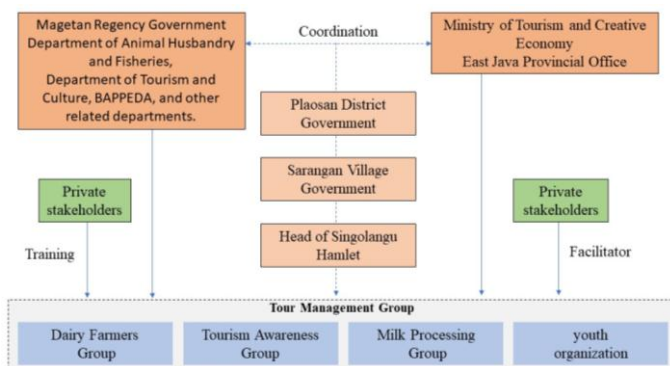 Magetan Regency Government
Department of Animal Husbandry
and Fisheries,
Department of Tourism and
Culture, BAPPEDA, and other
related departments.
Coordination
Ministry of Tourism and Creative
Economy
East Java Provincial Office
Plaosan District
Government
Sarangan Village
Government
Private
stakeholders
Private
stakeholders
Head of Singolangu
Hamlet
Training
Facilitator
Tour Management Group
Dairy Farmers
Group
Tourism Awareness
Group
Milk Processing
Group
youth
organization